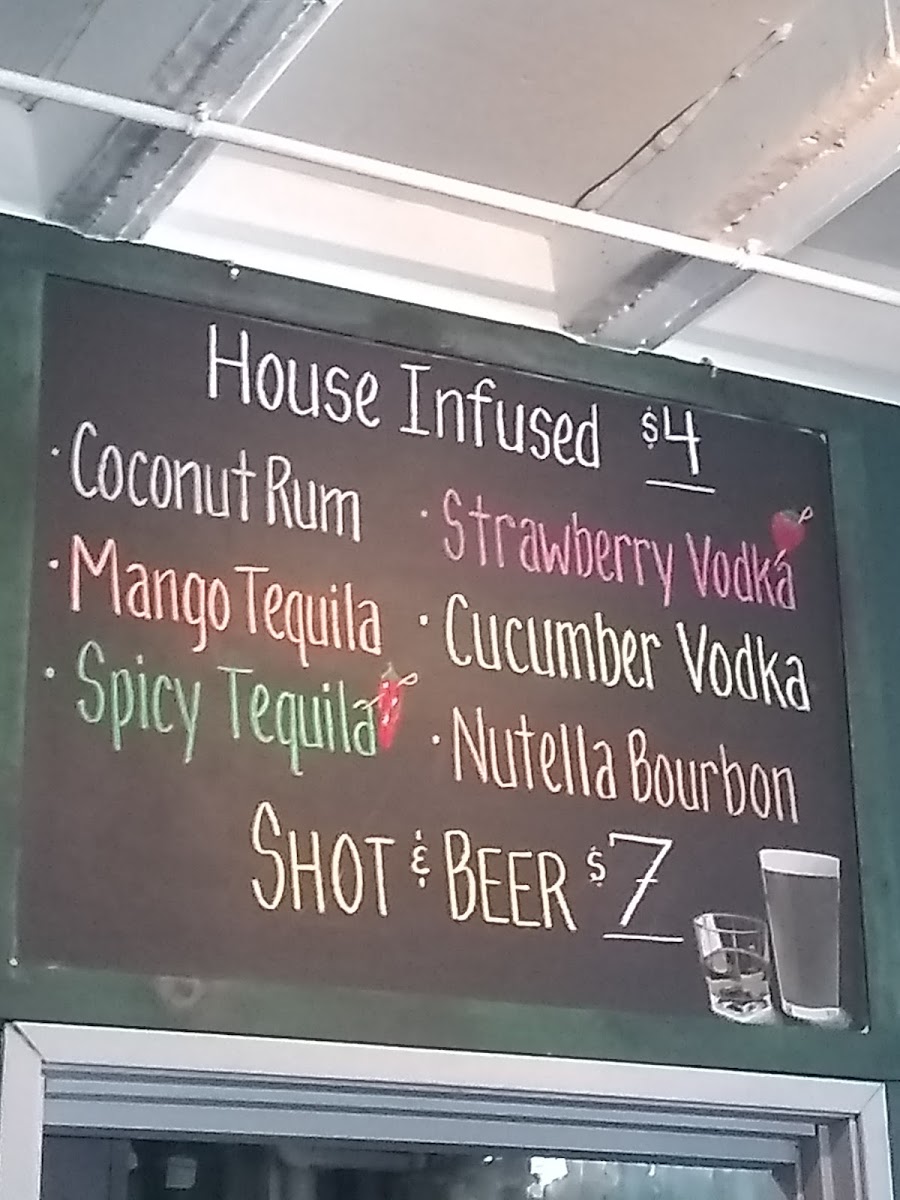 House Infused $4
· Coconut Rum
· Mango Tequila
· Spicy Tequila
· Strawberry Vodka
· Cucumber Vodka
· Nutella Bourbon
SHOT & BEER $7